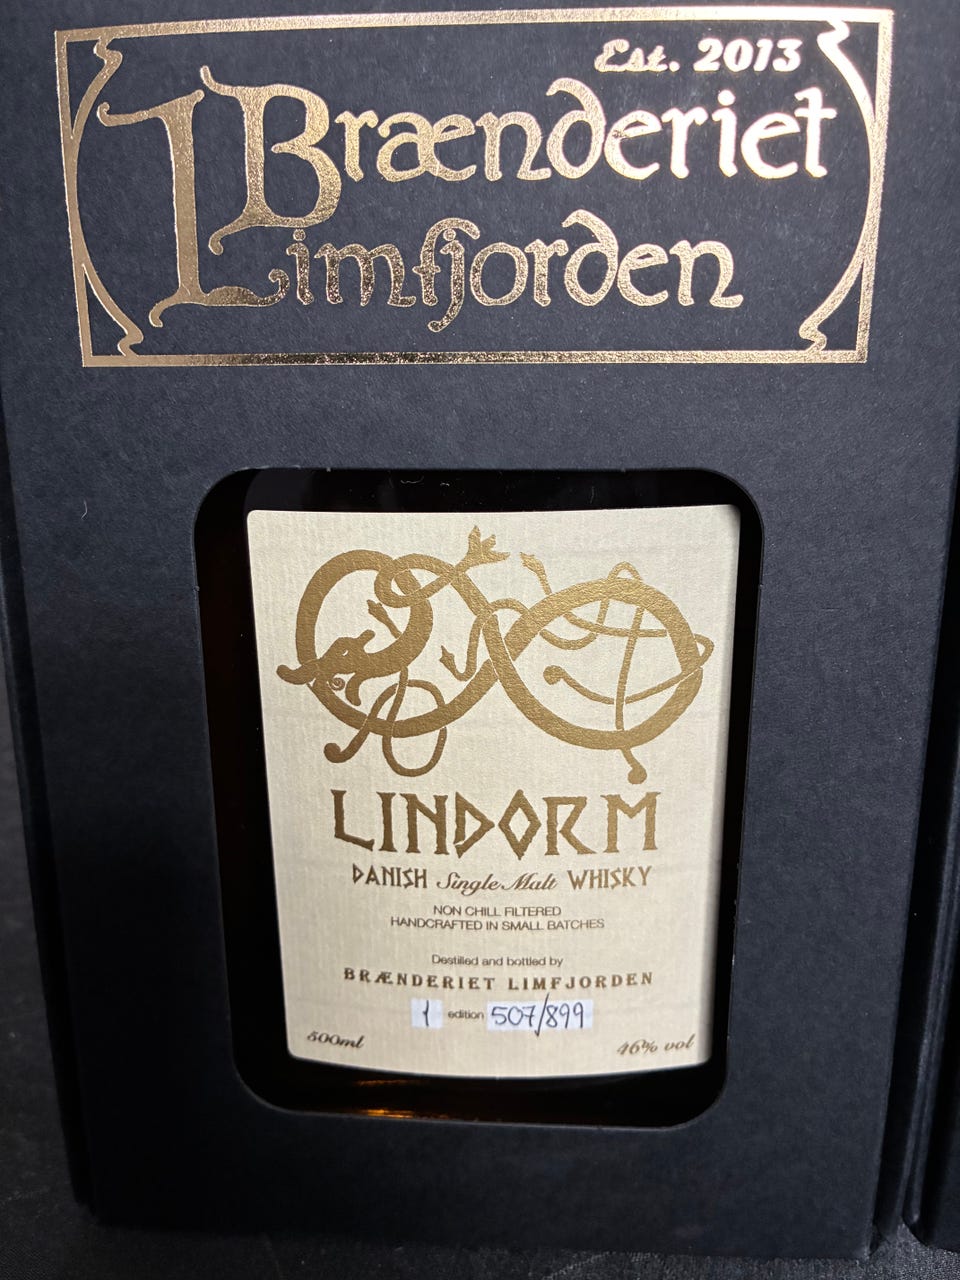 Est. 2013
Brænderiet
Limfjorden
LINDORM
DANISH Single Malt WHISKY
NON CHILL FILTERED
HANDCRAFTED IN SMALL BATCHES
Destilled and bottled by
BRÆNDERIET LIMFJORDEN
1 edition 507/899
500ml
46% vol